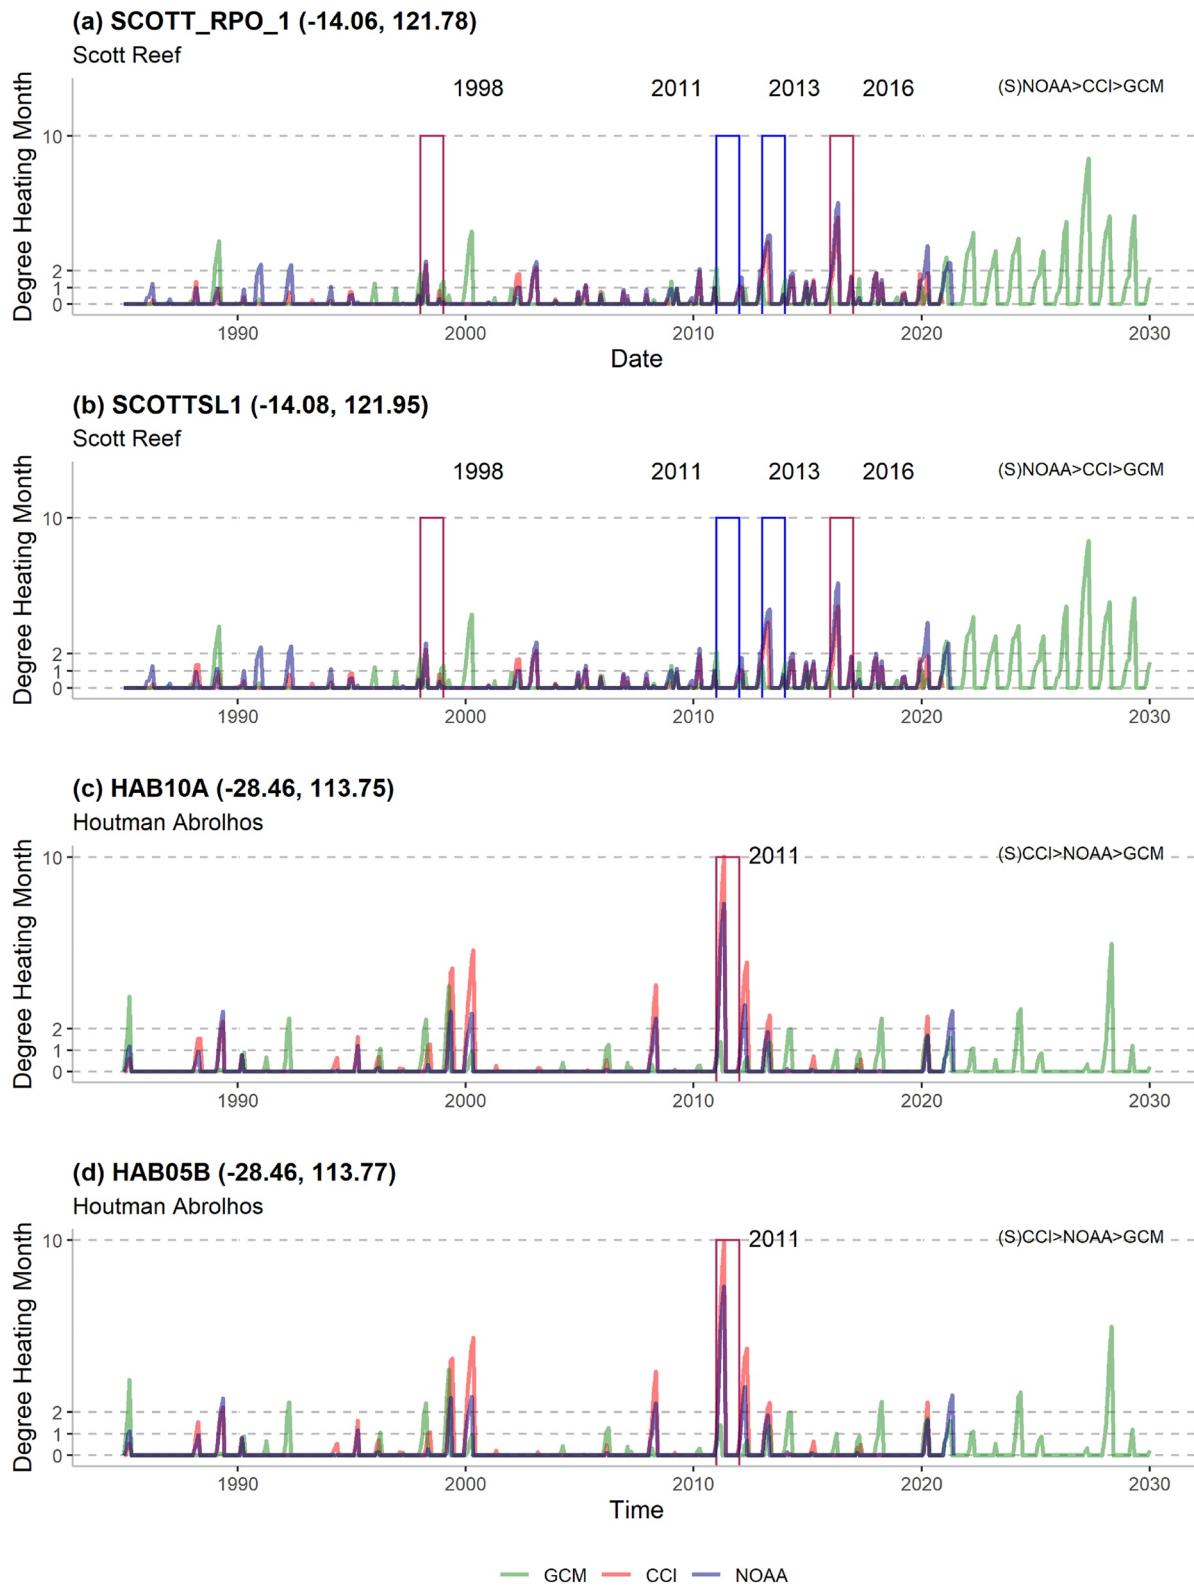 (a) SCOTT_RPO_1 (-14.06, 121.78)
Scott Reef
1998 2011 2013 2016 (S)NOAA>CCI>GCM
Degree Heating Month
10
2
1
0
1990 2000 2010 2020 2030
Date
(b) SCOTTSL1 (-14.08, 121.95)
Scott Reef
1998 2011 2013 2016 (S)NOAA>CCI>GCM
Degree Heating Month
10
2
1
0
1990 2000 2010 2020 2030
(c) HAB10A (-28.46, 113.75)
Houtman Abrolhos
Degree Heating Month
10 2011 (S)CCI>NOAA>GCM
2
1
0
1990 2000 2010 2020 2030
(d) HAB05B (-28.46, 113.77)
Houtman Abrolhos
Degree Heating Month
10 2011 (S)CCI>NOAA>GCM
2
1
0
1990 2000 2010 2020 2030
Time
GCM CCI NOAA